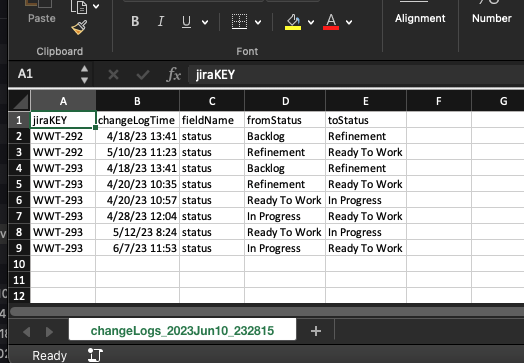 Paste
B I U A
Alignment
Number
Clipboard
Font
A1
fx
jiraKEY
A B C D E F G
1 jiraKEY changeLogTime fieldName fromStatus toStatus
2 WWT-292 4/18/23 13:41 status Backlog Refinement
3 WWT-292 5/10/23 11:23 status Refinement Ready To Work
4 WWT-293 4/18/23 13:41 status Backlog Refinement
5 WWT-293 4/20/23 10:35 status Refinement Ready To Work
6 WWT-293 4/20/23 10:57 status Ready To Work In Progress
7 WWT-293 4/28/23 12:04 status In Progress Ready To Work
8 WWT-293 5/12/23 8:24 status Ready To Work In Progress
9 WWT-293 6/7/23 11:53 status In Progress Ready To Work
10
11
12
changeLogs_2023Jun10_232815
+
Ready